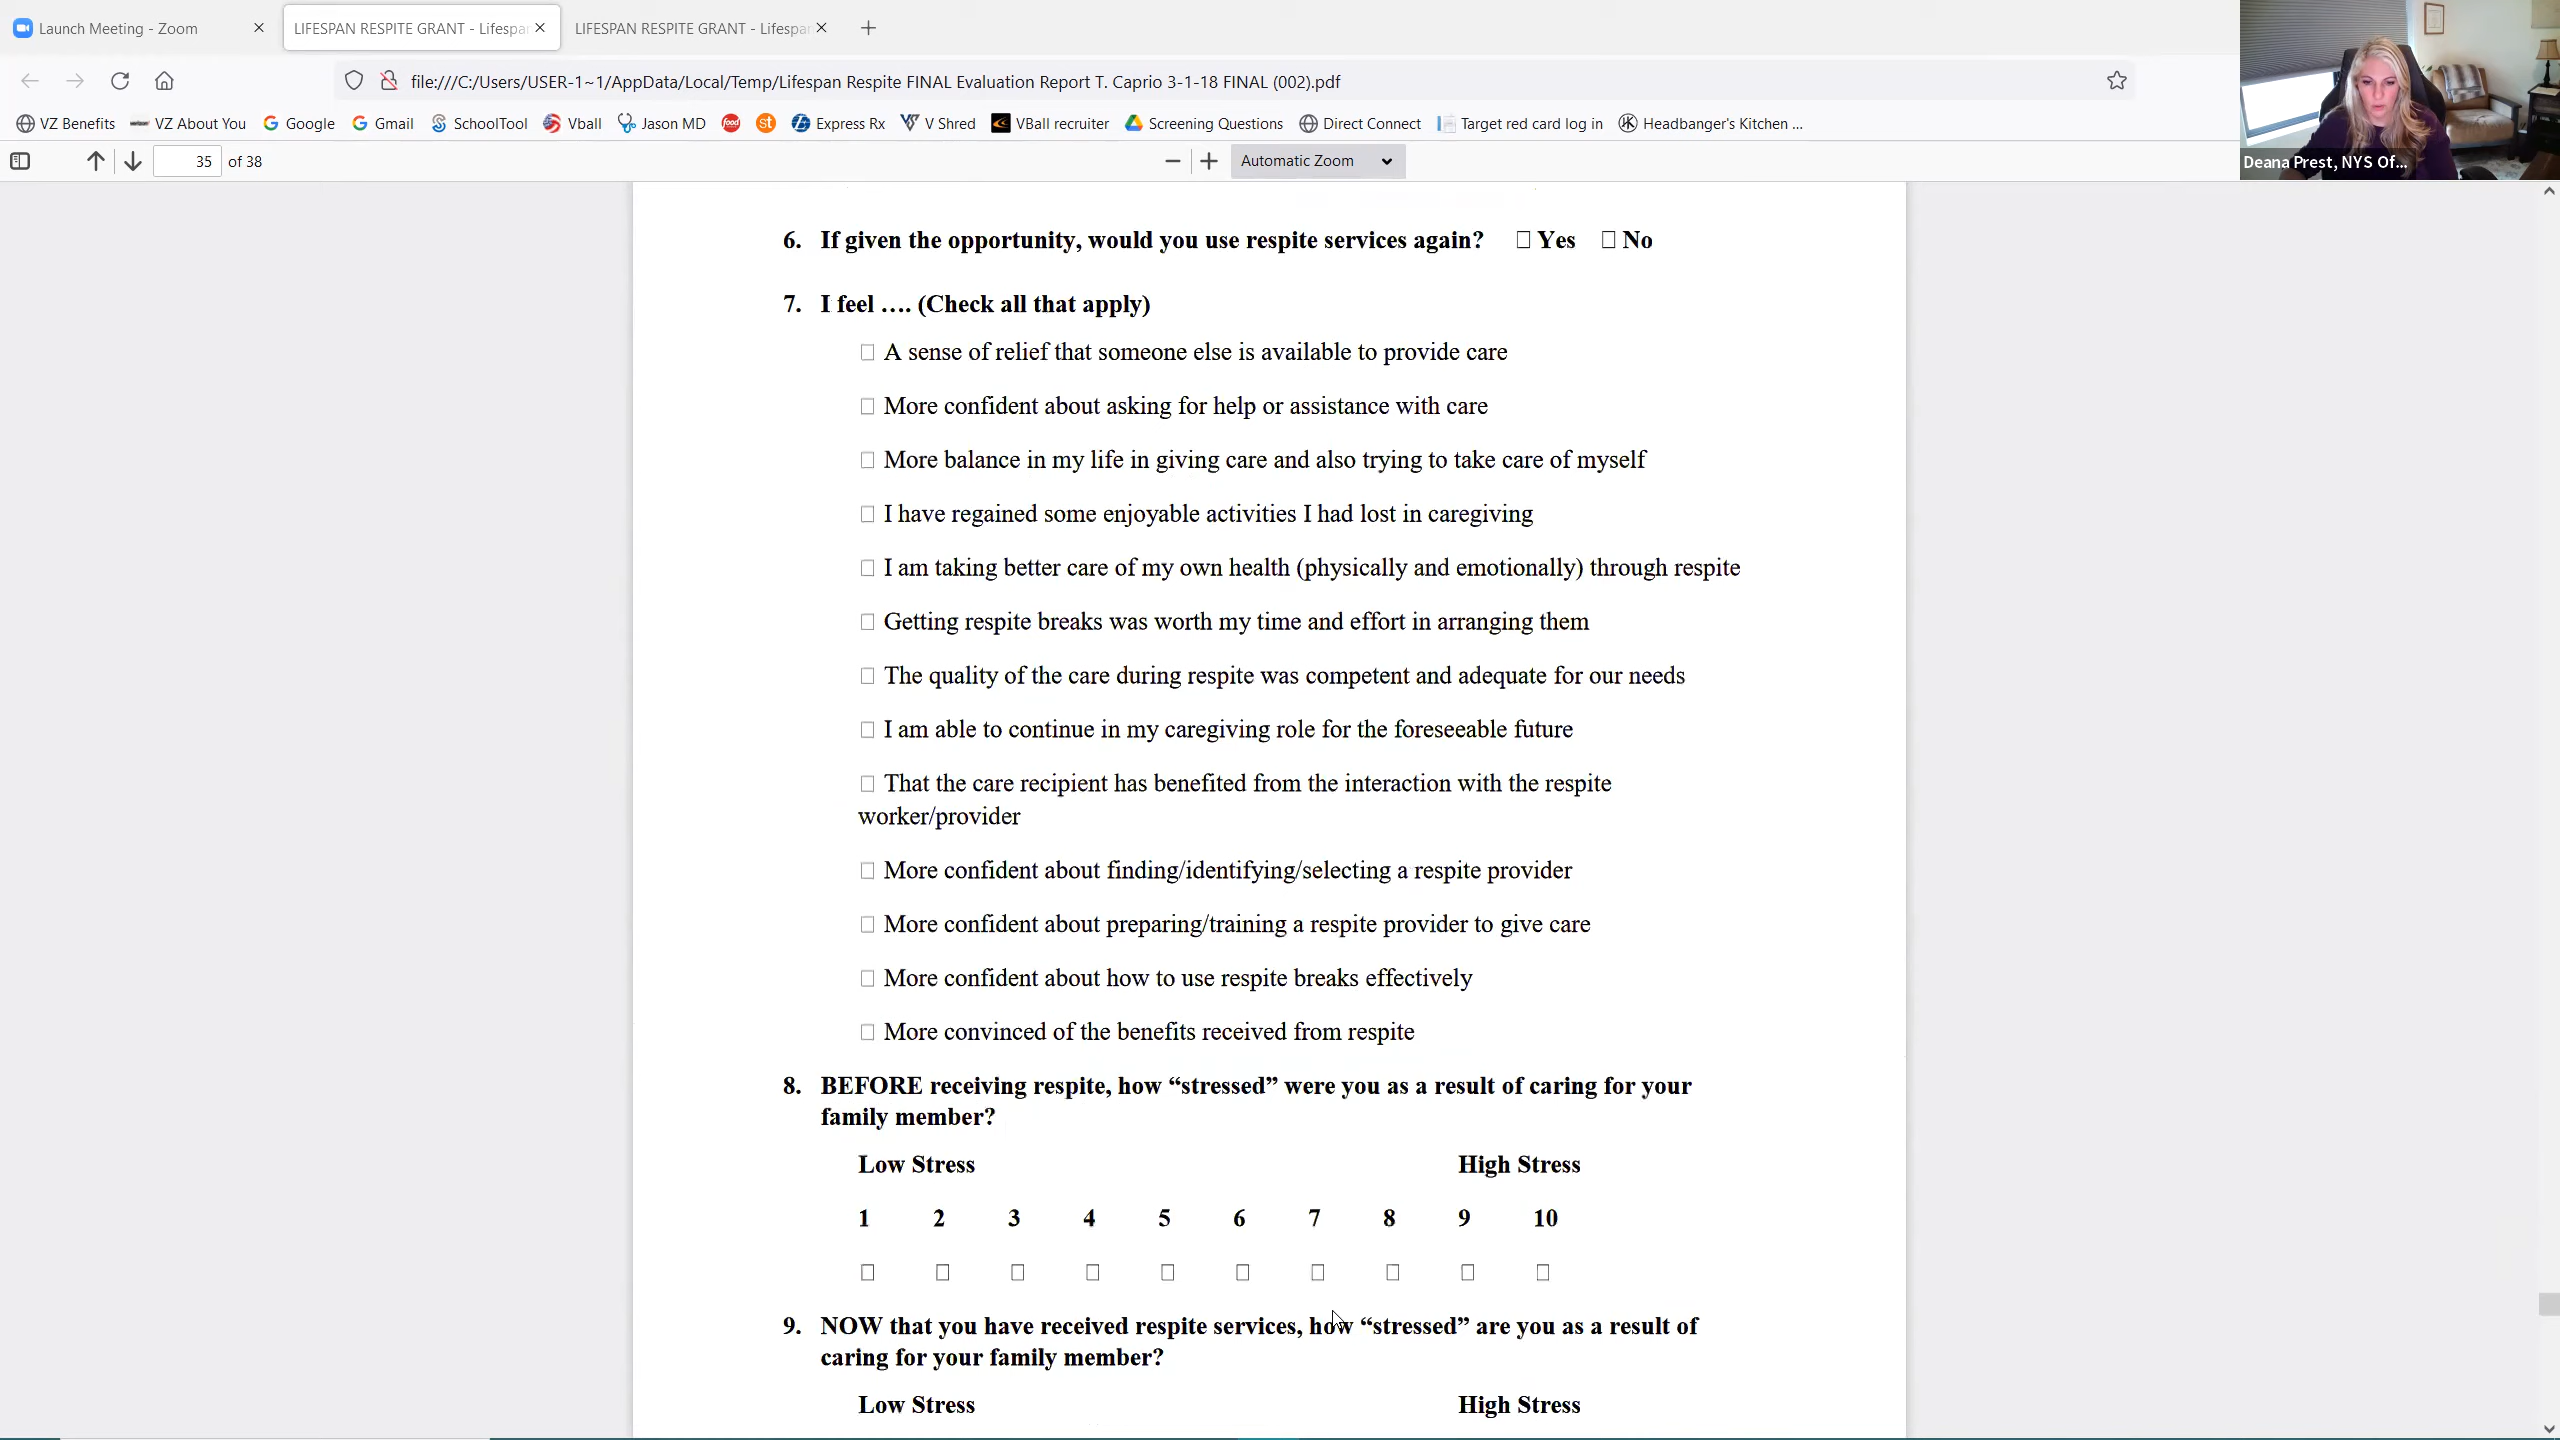 Launch Meeting - Zoom
LIFESPAN RESPITE GRANT - Lifespa
LIFESPAN RESPITE GRANT - Lifespa
file:///C:/Users/USER-1~1/AppData/Local/Temp/Lifespan Respite FINAL Evaluation Report T. Caprio 3-1-18 FINAL (002).pdf
VZ Benefits
VZ About You
Google
Gmail
SchoolTool
Vball
Jason MD
food
st
Express Rx
V Shred
VBall recruiter
Screening Questions
Direct Connect
Target red card log in
Headbanger's Kitchen ...
35 of 38
Automatic Zoom
Deana Prest, NYS Of...
6. If given the opportunity, would you use respite services again? □ Yes □ No
7. I feel …. (Check all that apply)
□ A sense of relief that someone else is available to provide care
□ More confident about asking for help or assistance with care
□ More balance in my life in giving care and also trying to take care of myself
□ I have regained some enjoyable activities I had lost in caregiving
□ I am taking better care of my own health (physically and emotionally) through respite
□ Getting respite breaks was worth my time and effort in arranging them
□ The quality of the care during respite was competent and adequate for our needs
□ I am able to continue in my caregiving role for the foreseeable future
□ That the care recipient has benefited from the interaction with the respite
worker/provider
□ More confident about finding/identifying/selecting a respite provider
□ More confident about preparing/training a respite provider to give care
□ More confident about how to use respite breaks effectively
□ More convinced of the benefits received from respite
8. BEFORE receiving respite, how “stressed” were you as a result of caring for your
family member?
Low Stress High Stress
1 2 3 4 5 6 7 8 9 10
□ □ □ □ □ □ □ □ □ □
9. NOW that you have received respite services, how “stressed” are you as a result of
caring for your family member?
Low Stress High Stress